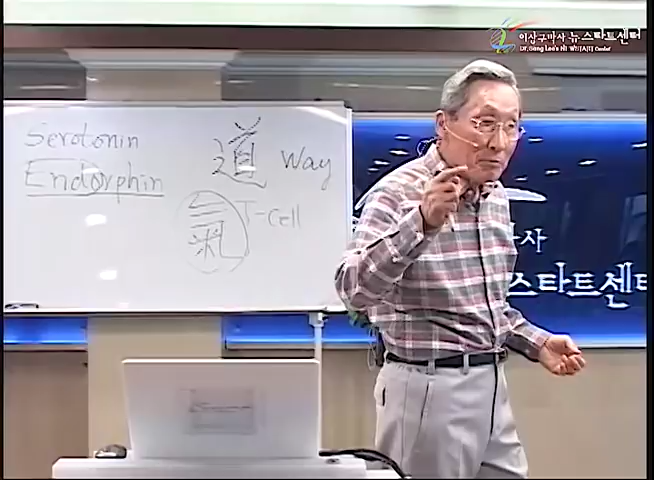 이상구박사 뉴스타트센터
Serotonin
Endorphin
道 Way
氣 T-cell
스타트센터